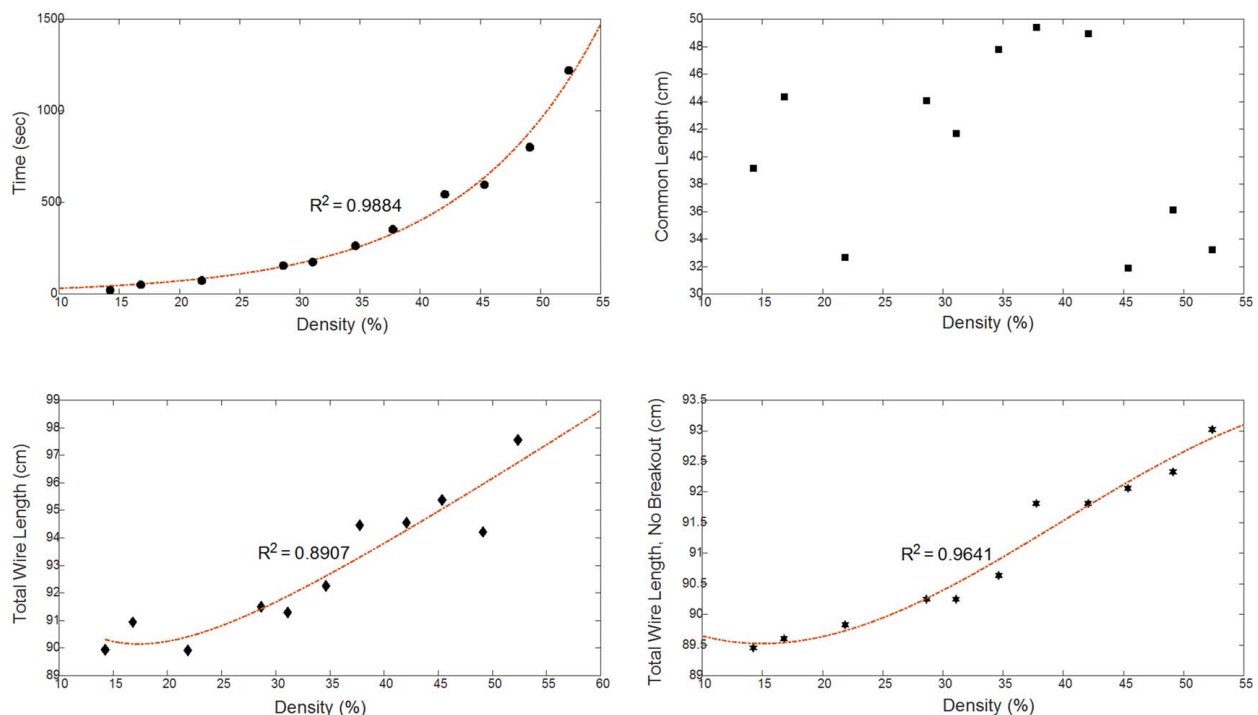 1500
1000
500
0
Time (sec)
R² = 0.9884
10 15 20 25 30 35 40 45 50 55
Density (%)
50
48
46
44
42
40
38
36
34
32
30
Common Length (cm)
10 15 20 25 30 35 40 45 50 55
Density (%)
99
98
97
96
95
94
93
92
91
90
89
Total Wire Length (cm)
R² = 0.8907
10 15 20 25 30 35 40 45 50 55 60
Density (%)
93.5
93
92.5
92
91.5
91
90.5
90
89.5
89
Total Wire Length, No Breakout (cm)
R² = 0.9641
10 15 20 25 30 35 40 45 50 55
Density (%)